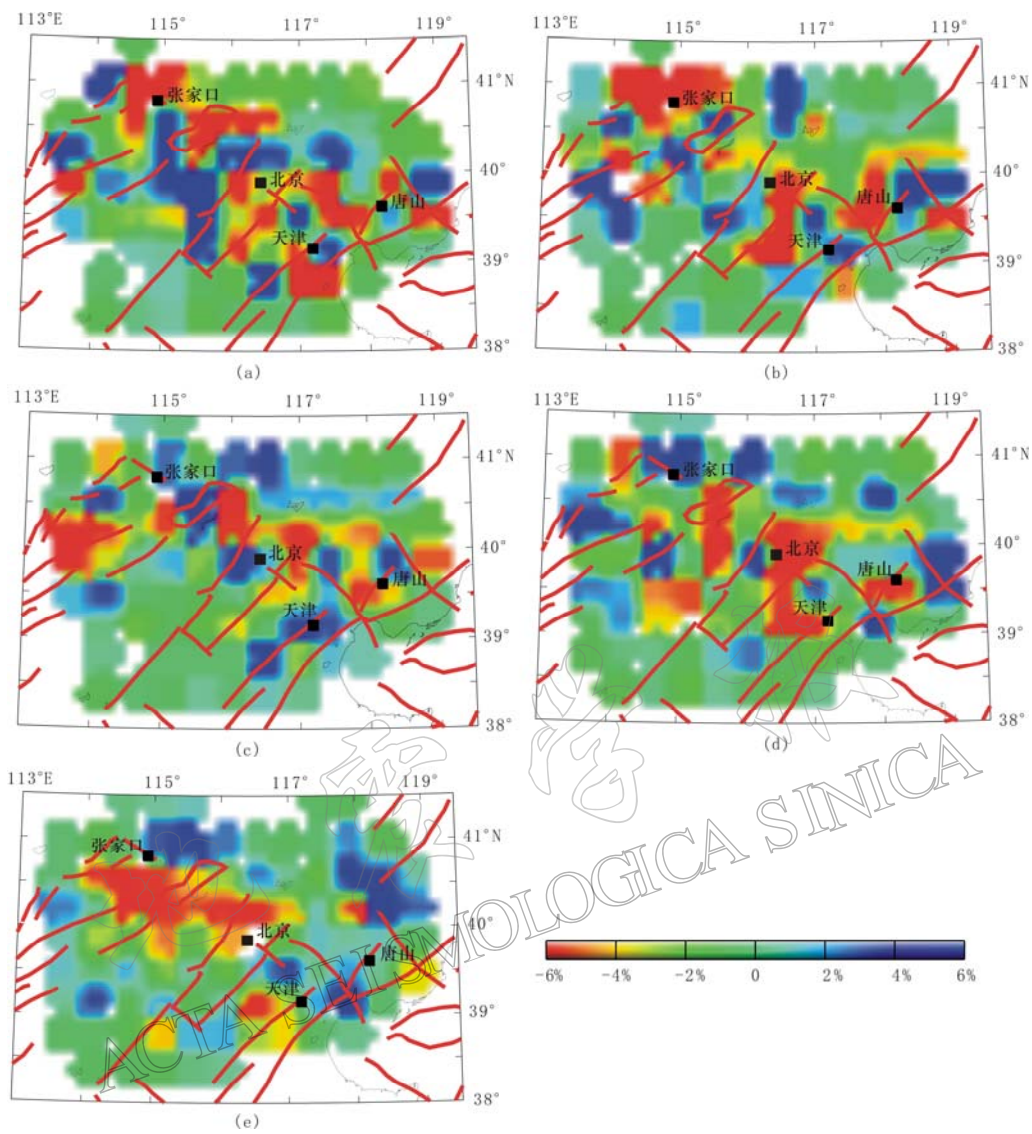 113°E 115° 117° 119°
41°N
40°
39°
38°
张家口
北京
唐山
天津
(a)
115° 117° 119°
113°E
41°N
40°
39°
38°
张家口
北京
唐山
天津
(b)
113°E 115° 117° 119°
41°N
40°
39°
38°
张家口
北京
唐山
天津
(c)
113°E 115° 117° 119°
41°N
40°
39°
38°
张家口
北京
唐山
天津
(d)
113°E 115° 117° 119°
41°N
40°
39°
38°
张家口
北京
唐山
天津
(e)
-6% -4% -2% 0 2% 4% 6%
ACTA SEISMOLOGICA SINICA